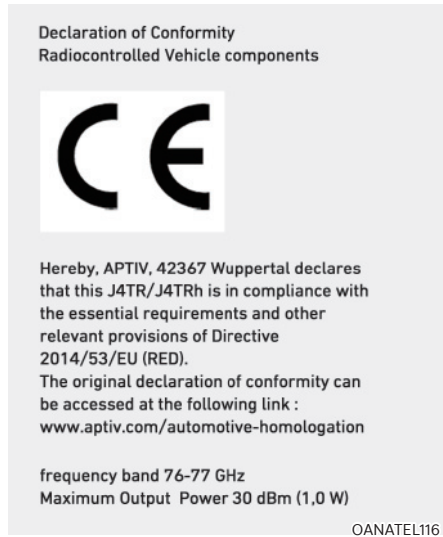 Declaration of Conformity
Radiocontrolled Vehicle components
CE
Hereby, APTIV, 42367 Wuppertal declares
that this J4TR/J4TRh is in compliance with
the essential requirements and other
relevant provisions of Directive
2014/53/EU (RED).
The original declaration of conformity can
be accessed at the following link :
www.aptiv.com/automotive-homologation
frequency band 76-77 GHz
Maximum Output  Power 30 dBm (1,0 W)
OANATEL116